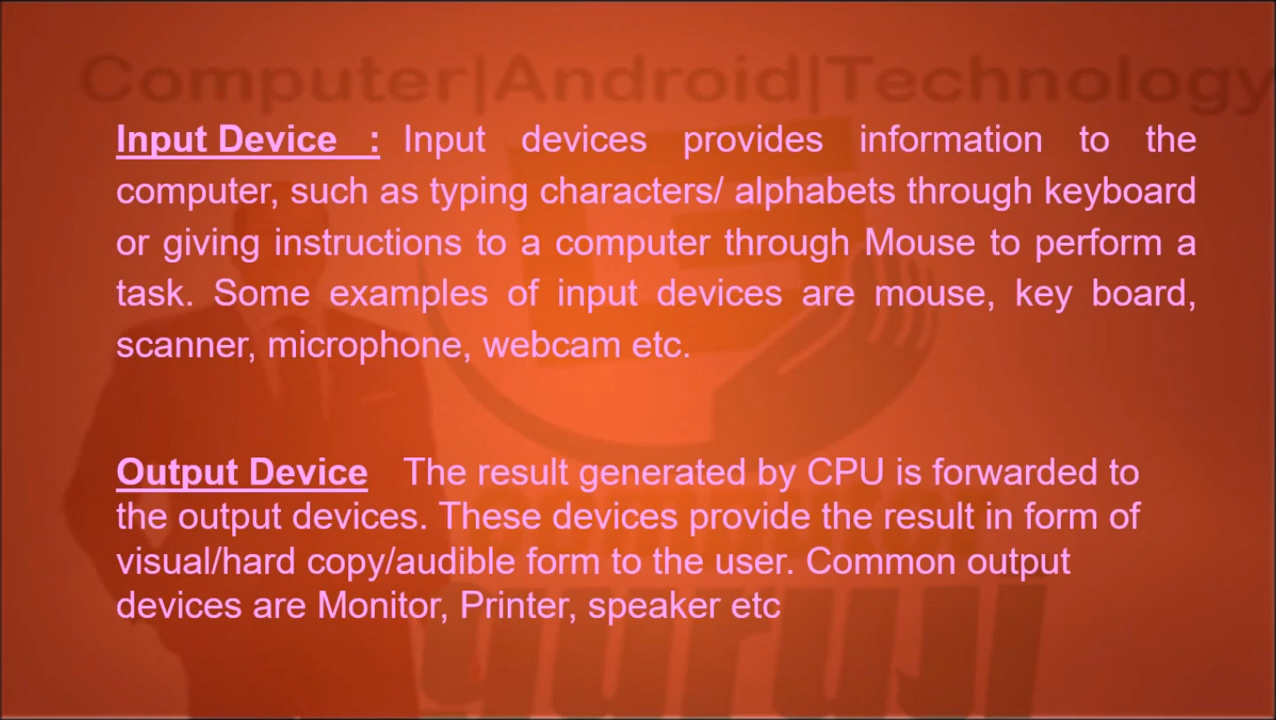 Computer|Android|Technology
Input Device : Input devices provides information to the
computer, such as typing characters/ alphabets through keyboard
or giving instructions to a computer through Mouse to perform a
task. Some examples of input devices are mouse, key board,
scanner, microphone, webcam etc.
Output Device The result generated by CPU is forwarded to
the output devices. These devices provide the result in form of
visual/hard copy/audible form to the user. Common output
devices are Monitor, Printer, speaker etc
guruji